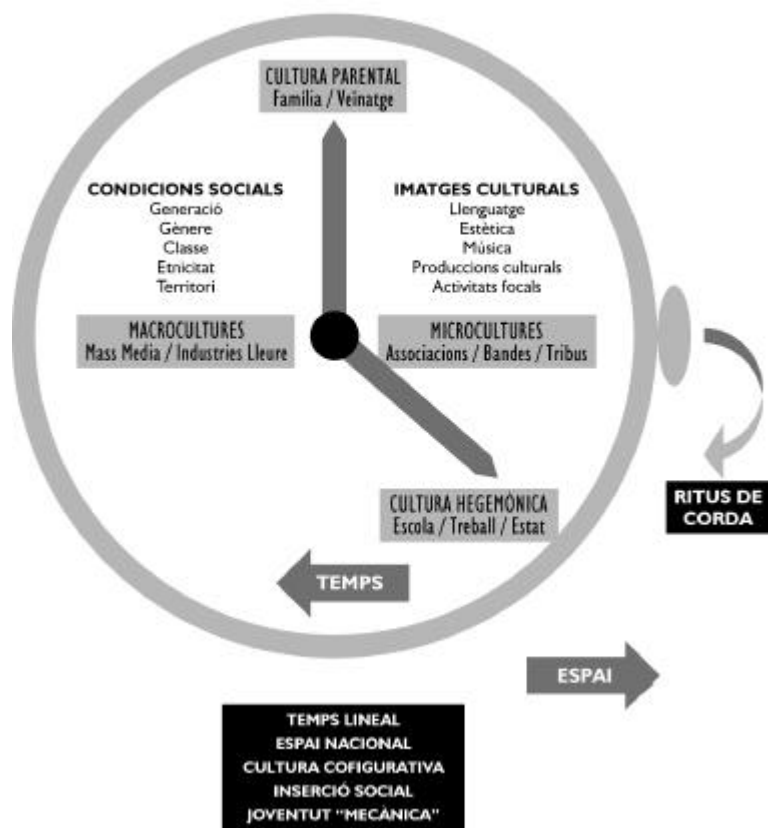 CULTURA PARENTAL
Família / Veïnatge
CONDICIONS SOCIALS
Generació
Gènere
Classe
Etnicitat
Territori
IMATGES CULTURALS
Llenguatge
Estètica
Música
Produccions culturals
Activitats focals
MACROCULTURES
Mass Media / Industries Lleure
MICROCULTURES
Associacions / Bandes / Tribus
CULTURA HEGEMÒNICA
Escola / Treball / Estat
RITUS DE
CORDA
TEMPS
ESPAI
TEMPS LINEAL
ESPAI NACIONAL
CULTURA COFIGURATIVA
INSERCIÓ SOCIAL
JOVENTUT "MECÀNICA"